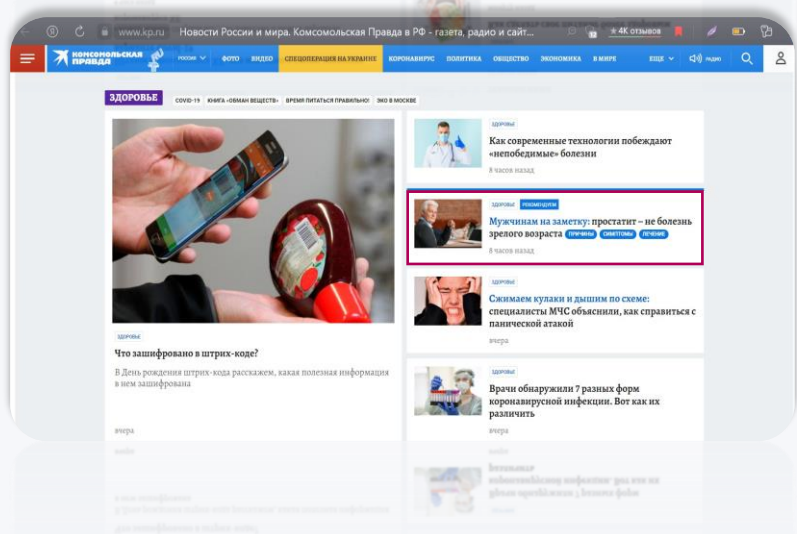 www.kp.ru Новости России и мира. Комсомольская Правда в РФ - газета, радио и сайт...
12
★ 4K отзывов
КОМСОМОЛЬСКАЯ ПРАВДА
kp
РОССИЯ ФОТО ВИДЕО СПЕЦОПЕРАЦИЯ НА УКРАИНЕ КОРОНАВИРУС ПОЛИТИКА ОБЩЕСТВО ЭКОНОМИКА В МИРЕ ЕЩЕ РАДИО
ЗДОРОВЬЕ COVID-19 КНИГА «ОБМАН ВЕЩЕСТВ» ВРЕМЯ ПИТАТЬСЯ ПРАВИЛЬНО! ЭКО В МОСКВЕ
ЗДОРОВЬЕ
Что зашифровано в штрих-коде?
В День рождения штрих-кода расскажем, какая полезная информация
в нем зашифрована
вчера
ЗДОРОВЬЕ
Как современные технологии побеждают
«непобедимые» болезни
8 часов назад
ЗДОРОВЬЕ РЕКОМЕНДУЕМ
Мужчинам на заметку: простатит – не болезнь
зрелого возраста ПРИЧИНЫ СИМПТОМЫ ЛЕЧЕНИЕ
8 часов назад
ЗДОРОВЬЕ
Сжимаем кулаки и дышим по схеме:
специалисты МЧС объяснили, как справиться с
панической атакой
вчера
ЗДОРОВЬЕ
Врачи обнаружили 7 разных форм
коронавирусной инфекции. Вот как их
различить
вчера